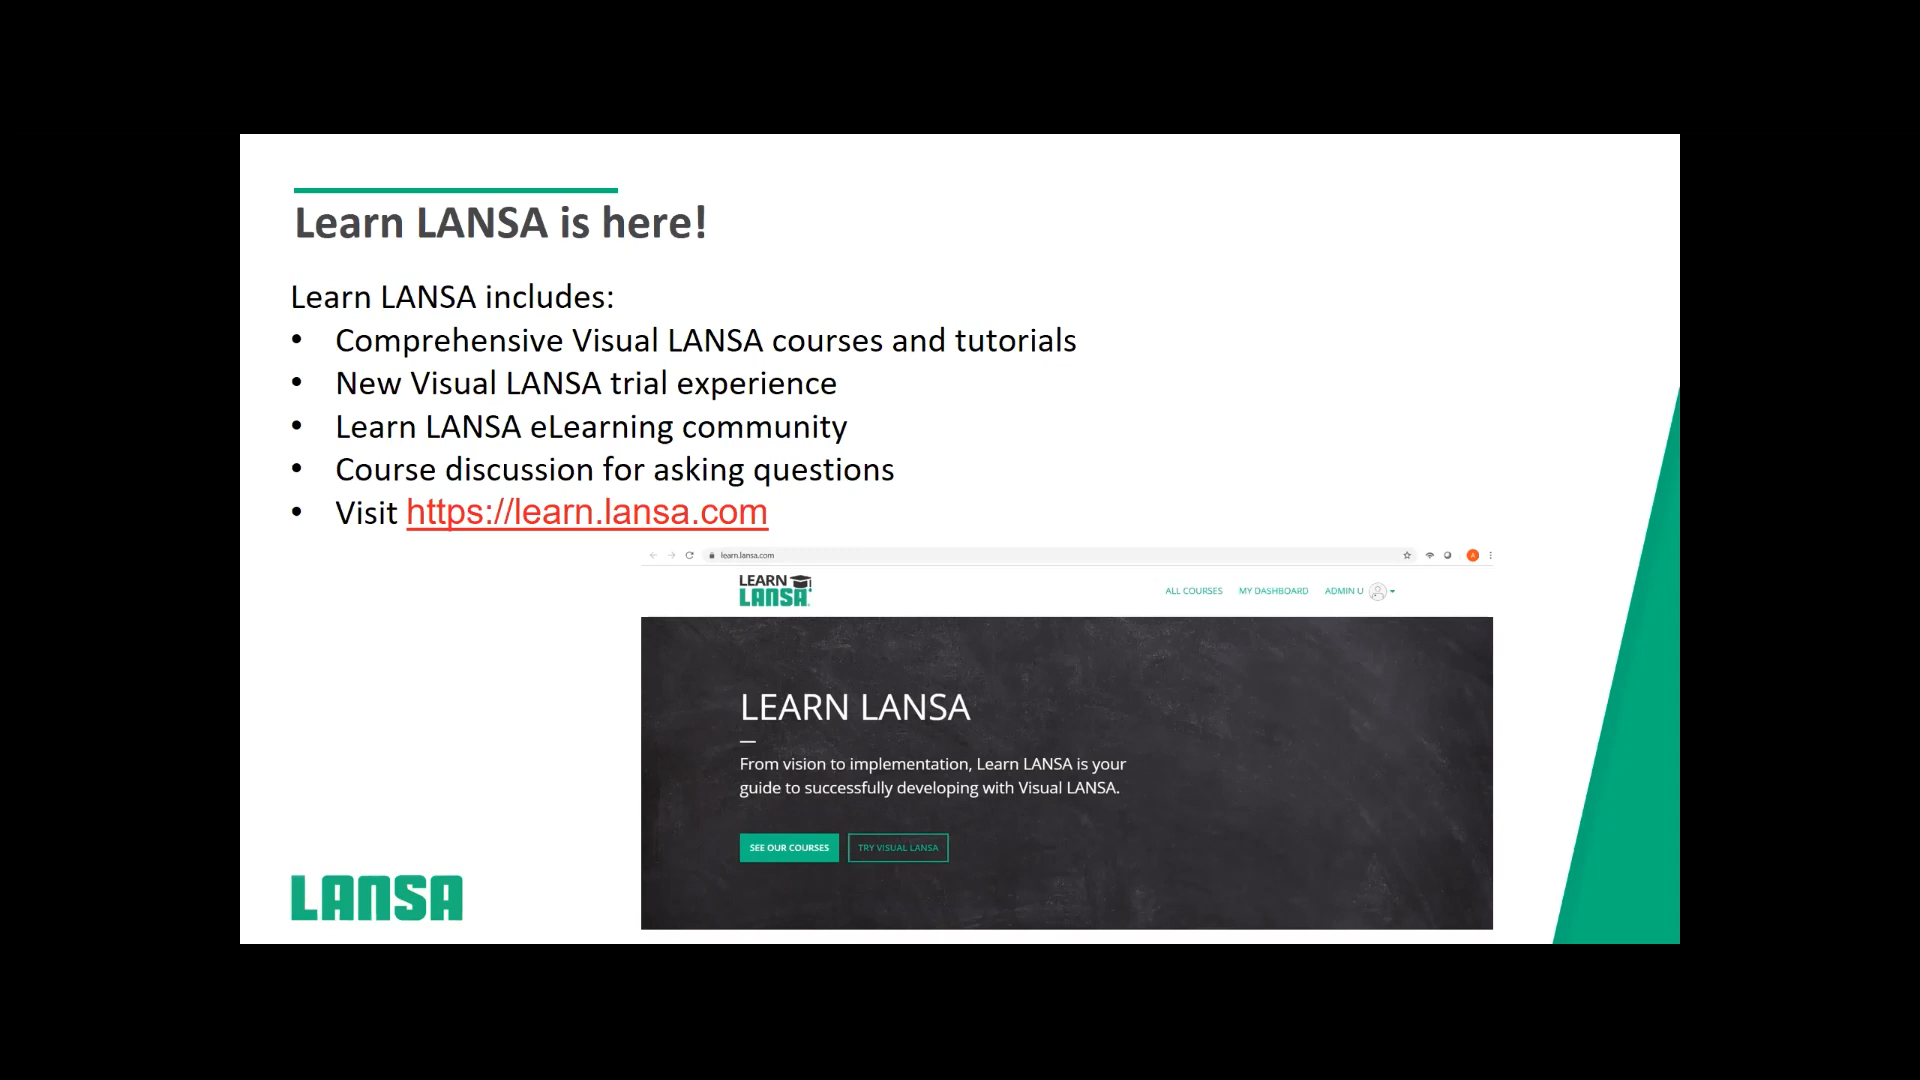 Learn LANSA is here!
Learn LANSA includes:
• Comprehensive Visual LANSA courses and tutorials
• New Visual LANSA trial experience
• Learn LANSA eLearning community
• Course discussion for asking questions
• Visit https://learn.lansa.com
learn.lansa.com
A
LEARN
LANSA
ALL COURSES MY DASHBOARD ADMIN U
LEARN LANSA
From vision to implementation, Learn LANSA is your
guide to successfully developing with Visual LANSA.
SEE OUR COURSES TRY VISUAL LANSA
LANSA